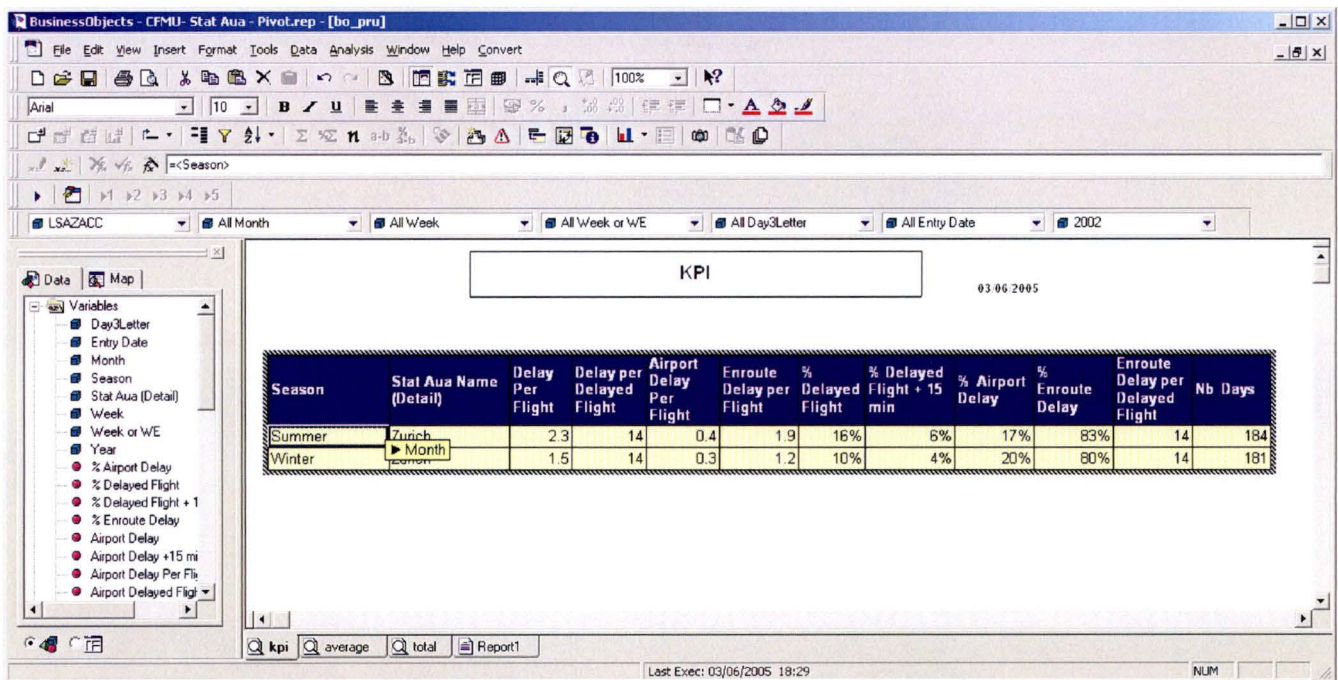 BusinessObjects - CFMU- Stat Aua - Pivot.rep - [bo_pru]
File Edit View Insert Format Tools Data Analysis Window Help Convert
100%
Arial 10 B I U
=<Season>
1 2 3 4 5
LSAZACC All Month All Week All Week or WE All Day3Letter All Entry Date 2002
Data Map
Variables
Day3Letter
Entry Date
Month
Season
Stat Aua (Detail)
Week
Week or WE
Year
% Airport Delay
% Delayed Flight
% Delayed Flight + 1
% Enroute Delay
Airport Delay
Airport Delay +15 mi
Airport Delay Per Fli
Airport Delayed Fligh
KPI
03/06/2005
Season Stat Aua Name (Detail) Delay Per Flight Delay per Delayed Flight Airport Delay Per Flight Enroute Delay per Flight % Delayed Flight % Delayed Flight + 15 min % Airport Delay % Enroute Delay Enroute Delay per Delayed Flight Nb Days
Summer Zurich 2.3 14 0.4 1.9 16% 6% 17% 83% 14 184
Month
Winter Zurich 1.5 14 0.3 1.2 10% 4% 20% 80% 14 181
kpi average total Report1
Last Exec: 03/06/2005 18:29 NUM